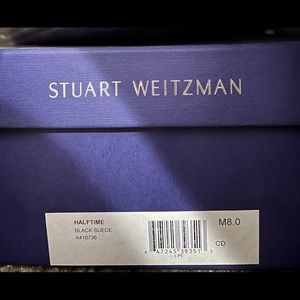 STUART WEITZMAN
HALFTIME
BLACK SUEDE
A410736
M8.0
CD